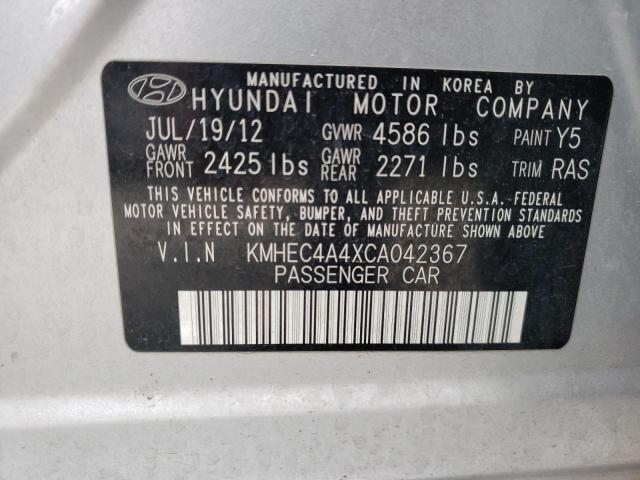 MANUFACTURED IN KOREA BY
HYUNDAI MOTOR COMPANY
JUL/19/12 GVWR 4586 lbs PAINT Y5
GAWR FRONT 2425 lbs GAWR REAR 2271 lbs TRIM RAS
THIS VEHICLE CONFORMS TO ALL APPLICABLE U.S.A. FEDERAL
MOTOR VEHICLE SAFETY, BUMPER, AND THEFT PREVENTION STANDARDS
IN EFFECT ON THE DATE OF MANUFACTURE SHOWN ABOVE.
V.I.N KMHEC4A4XCA042367
PASSENGER CAR